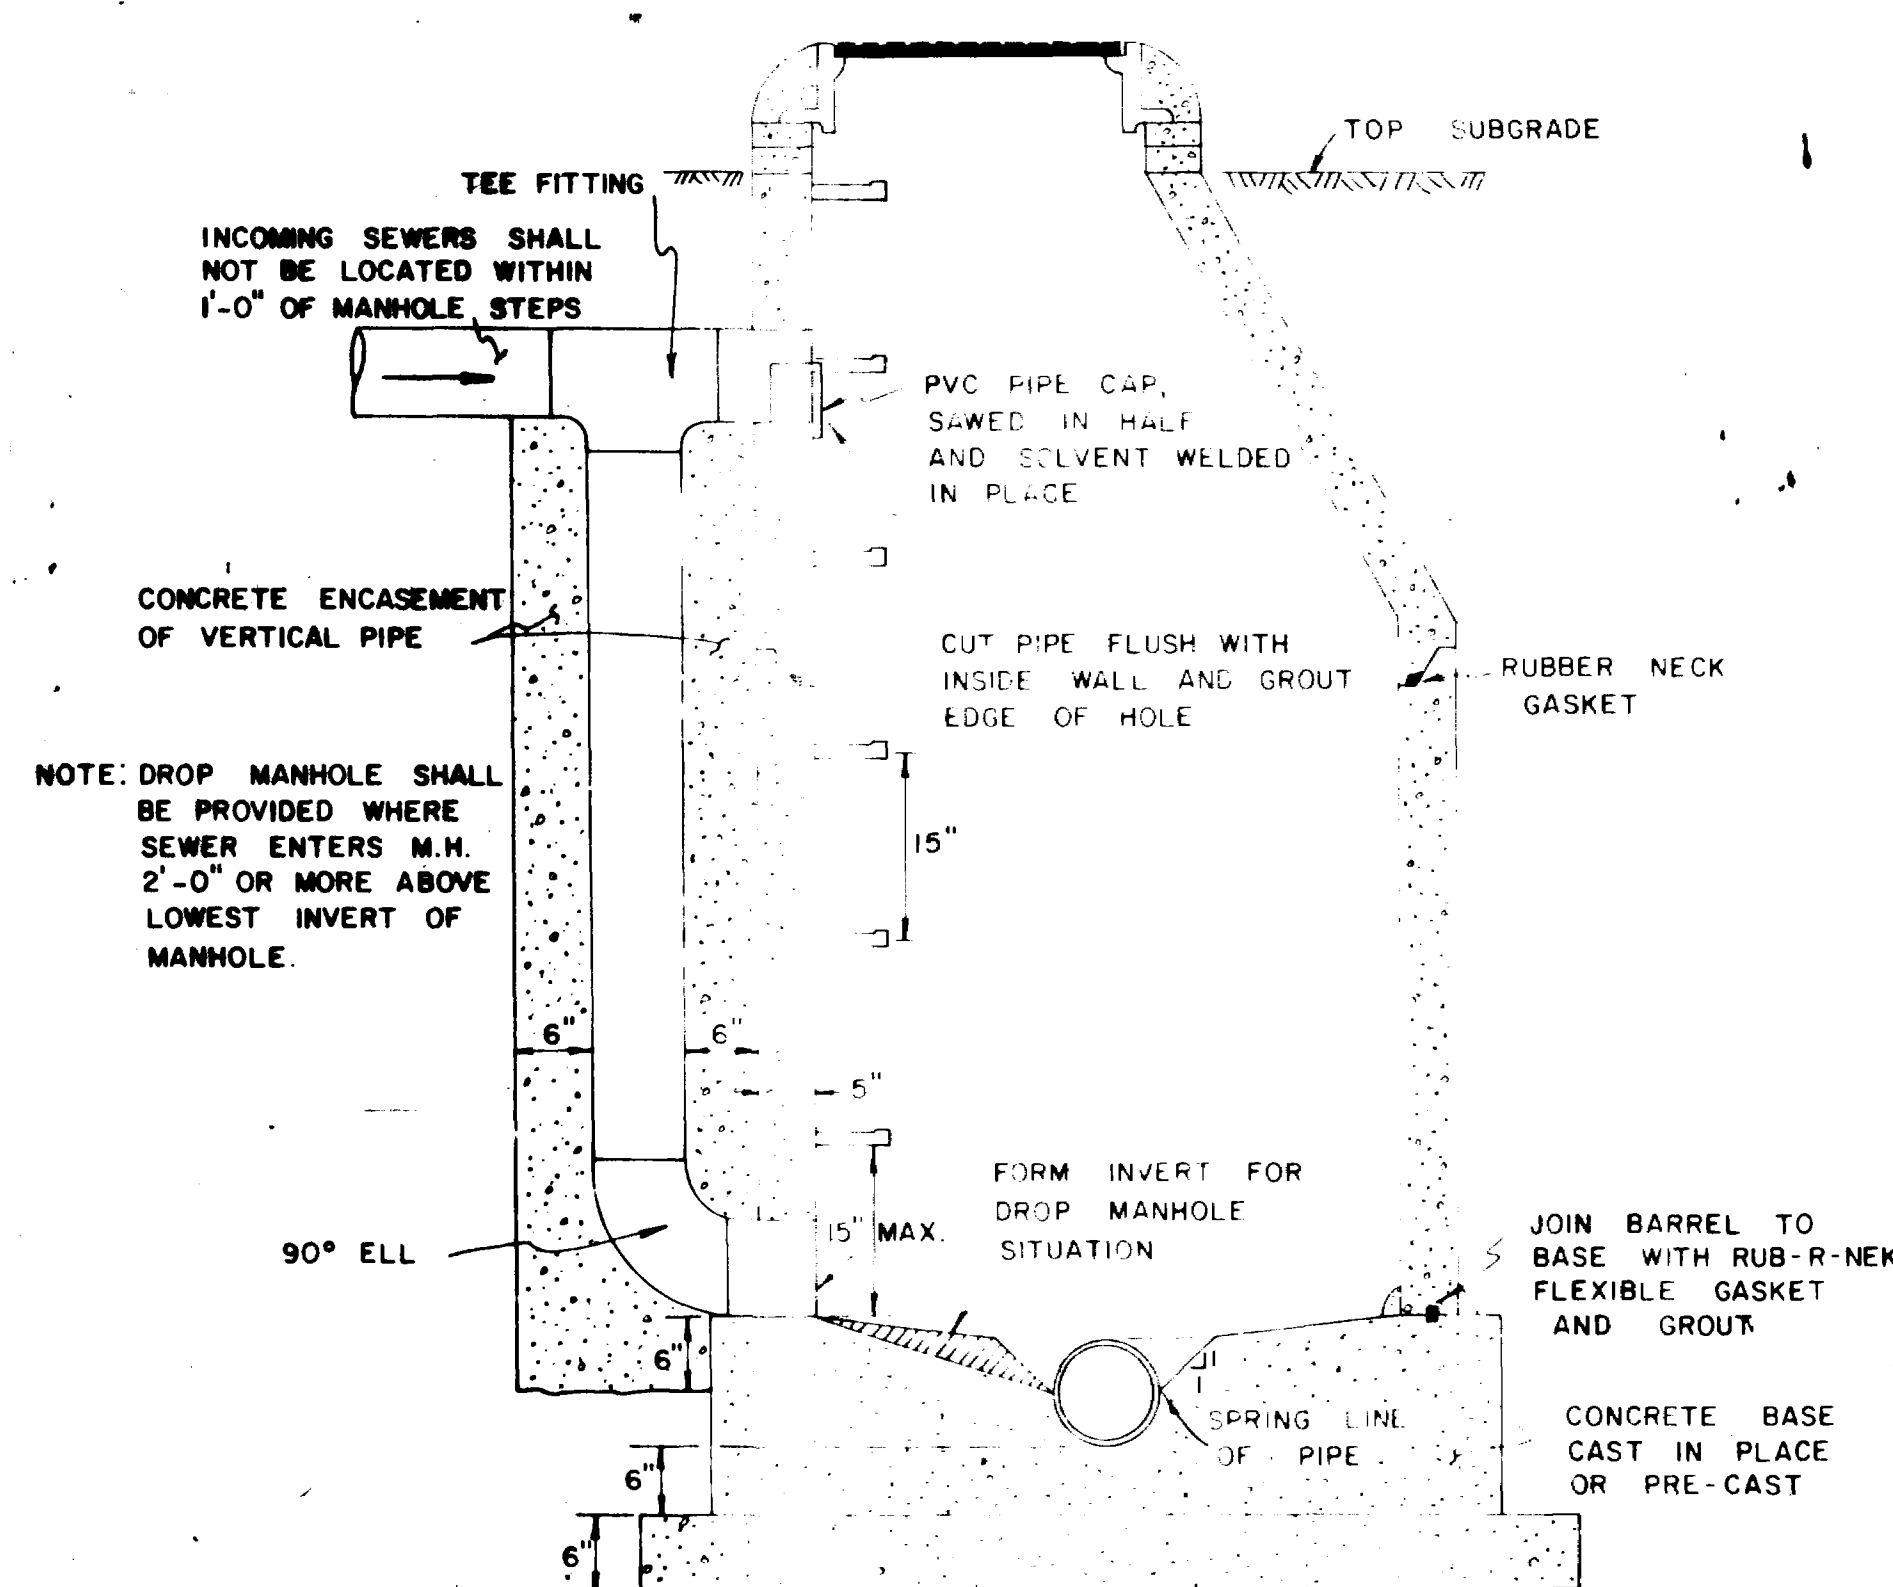 TOP SUBGRADE
TEE FITTING
INCOMING SEWERS SHALL
NOT BE LOCATED WITHIN
1'-0" OF MANHOLE STEPS
PVC PIPE CAP,
SAWED IN HALF
AND SOLVENT WELDED
IN PLACE
CONCRETE ENCASEMENT
OF VERTICAL PIPE
CUT PIPE FLUSH WITH
INSIDE WALL AND GROUT
EDGE OF HOLE
RUBBER NECK
GASKET
NOTE: DROP MANHOLE SHALL
BE PROVIDED WHERE
SEWER ENTERS M.H.
2'-0" OR MORE ABOVE
LOWEST INVERT OF
MANHOLE.
15"
6"
6"
5"
FORM INVERT FOR
DROP MANHOLE
SITUATION
15" MAX.
90° ELL
JOIN BARREL TO
BASE WITH RUB-R-NEK
FLEXIBLE GASKET
AND GROUT
6"
SPRING LINE
OF PIPE
CONCRETE BASE
CAST IN PLACE
OR PRE-CAST
6"
6"